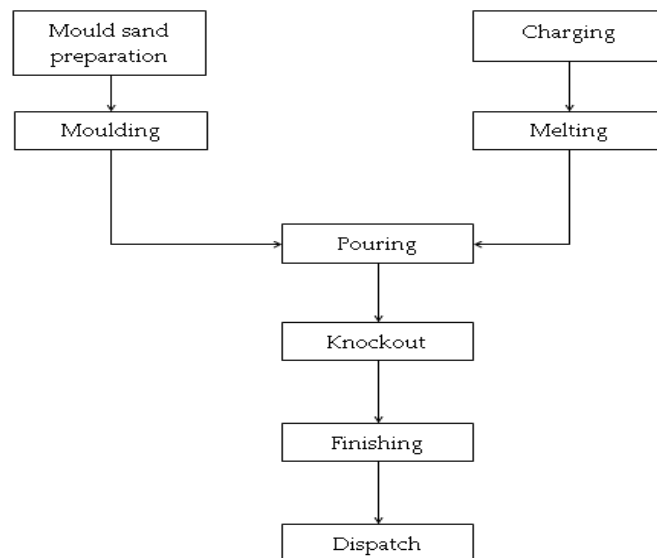 Mould sand
preparation
Charging
Moulding
Melting
Pouring
Knockout
Finishing
Dispatch